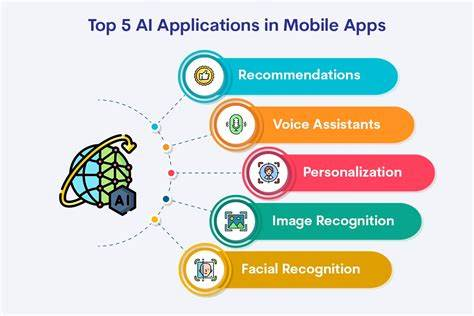 Top 5 AI Applications in Mobile Apps
Recommendations
Voice Assistants
Personalization
Image Recognition
Facial Recognition
AI